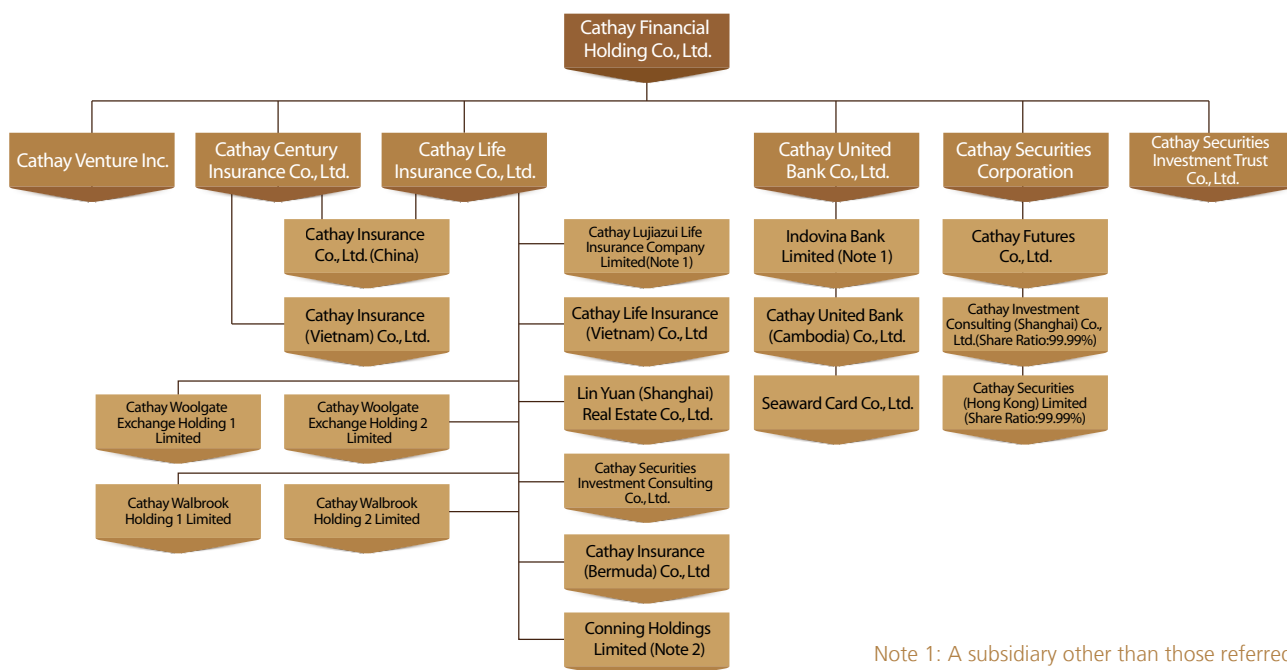 Cathay Financial
Holding Co., Ltd.
Cathay Venture Inc.
Cathay Century
Insurance Co., Ltd.
Cathay Life
Insurance Co., Ltd.
Cathay United
Bank Co., Ltd.
Cathay Securities
Corporation
Cathay Securities
Investment Trust
Co., Ltd.
Cathay Insurance
Co., Ltd. (China)
Cathay Lujiazui Life
Insurance Company
Limited(Note 1)
Indovina Bank
Limited (Note 1)
Cathay Futures
Co., Ltd.
Cathay Insurance
(Vietnam) Co., Ltd.
Cathay Life Insurance
(Vietnam) Co., Ltd
Cathay United Bank
(Cambodia) Co., Ltd.
Cathay Investment
Consulting (Shanghai) Co.,
Ltd.(Share Ratio:99.99%)
Cathay Woolgate
Exchange Holding 1
Limited
Cathay Woolgate
Exchange Holding 2
Limited
Lin Yuan (Shanghai)
Real Estate Co., Ltd.
Seaward Card Co., Ltd.
Cathay Securities
(Hong Kong) Limited
(Share Ratio:99.99%)
Cathay Walbrook
Holding 1 Limited
Cathay Walbrook
Holding 2 Limited
Cathay Securities
Investment Consulting
Co., Ltd.
Cathay Insurance
(Bermuda) Co., Ltd
Conning Holdings
Limited (Note 2)
Note 1: A subsidiary other than those referred